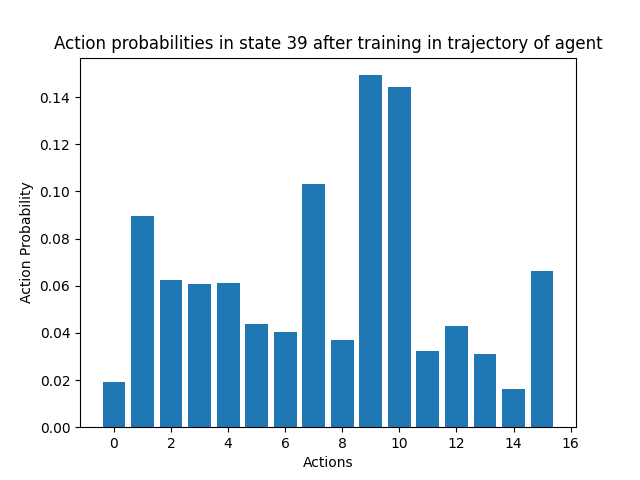 Action probabilities in state 39 after training in trajectory of agent
0.14
0.12
0.10
0.08
0.06
0.04
0.02
0.00
Action Probability
0 2 4 6 8 10 12 14 16
Actions